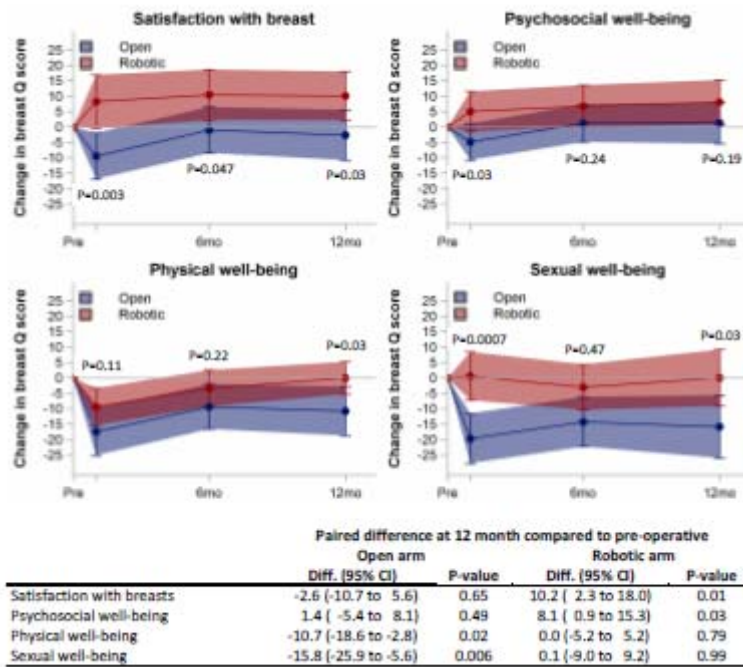 Satisfaction with breast
Psychosocial well-being
Change in breast Q score
25
20
15
10
5
0
-5
-10
-15
-20
-25
Open
Robotic
P=0.003
P=0.047
P=0.03
Pre
6mo
12mo
Change in breast Q score
25
20
15
10
5
0
-5
-10
-15
-20
-25
Open
Robotic
P=0.03
P=0.24
P=0.19
Pre
6mo
12mo
Physical well-being
Sexual well-being
Change in breast Q score
25
20
15
10
5
0
-5
-10
-15
-20
-25
Open
Robotic
P=0.11
P=0.22
P=0.03
Pre
6mo
12mo
Change in breast Q score
25
20
15
10
5
0
-5
-10
-15
-20
-25
Open
Robotic
P=0.0007
P=0.47
P=0.03
Pre
6mo
12mo
Paired difference at 12 month compared to pre-operative
Open arm Robotic arm
Diff. (95% CI) P-value Diff. (95% CI) P-value
Satisfaction with breasts -2.6 (-10.7 to 5.6) 0.65 10.2 ( 2.3 to 18.0) 0.01
Psychosocial well-being 1.4 ( -5.4 to 8.1) 0.49 8.1 ( 0.9 to 15.3) 0.03
Physical well-being -10.7 (-18.6 to -2.8) 0.02 0.0 (-5.2 to 5.2) 0.79
Sexual well-being -15.8 (-25.9 to -5.6) 0.006 0.1 (-9.0 to 9.2) 0.99